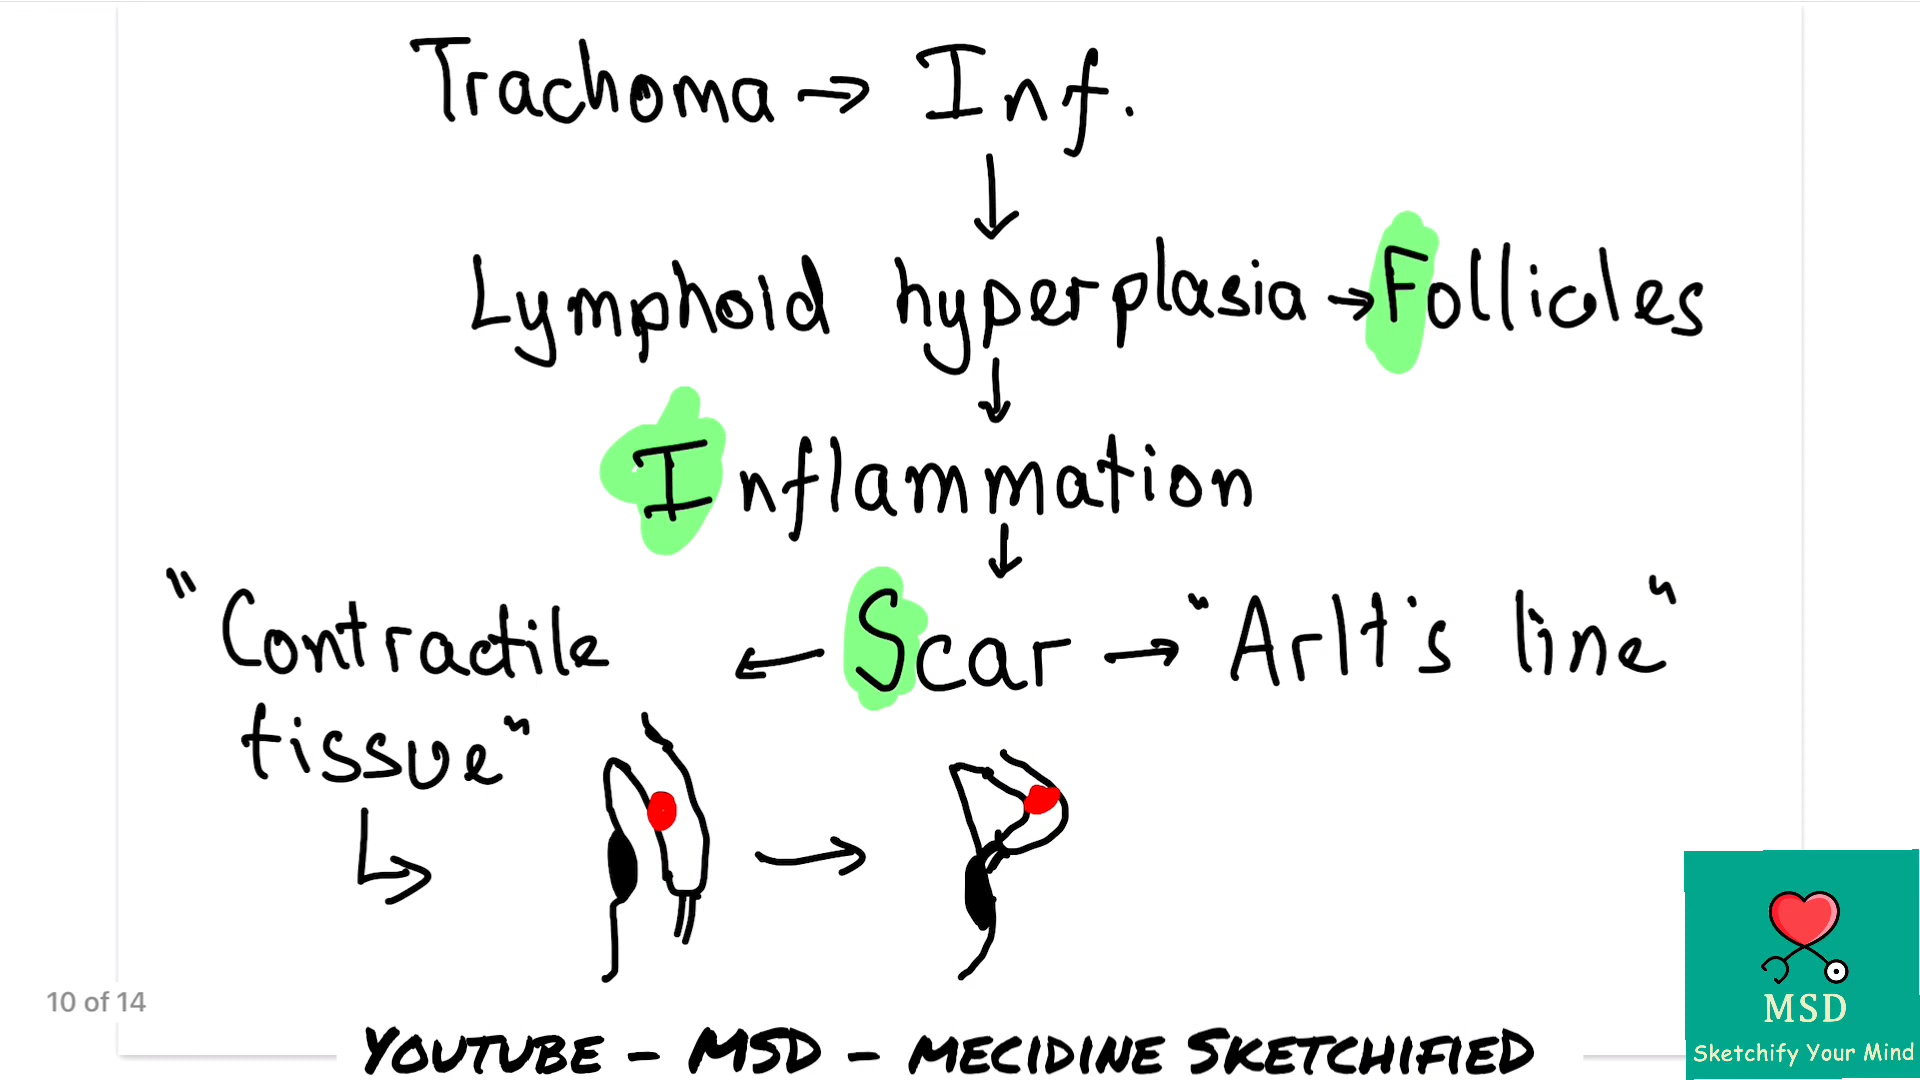 Trachoma → Inf.
Lymphoid hyperplasia → Follicles
Inflammation
"Contractile tissue" ← Scar → "Arlt's line"
10 of 14
YOUTUBE - MSD - MECIDINE SKETCHIFIED
MSD
Sketchify Your Mind